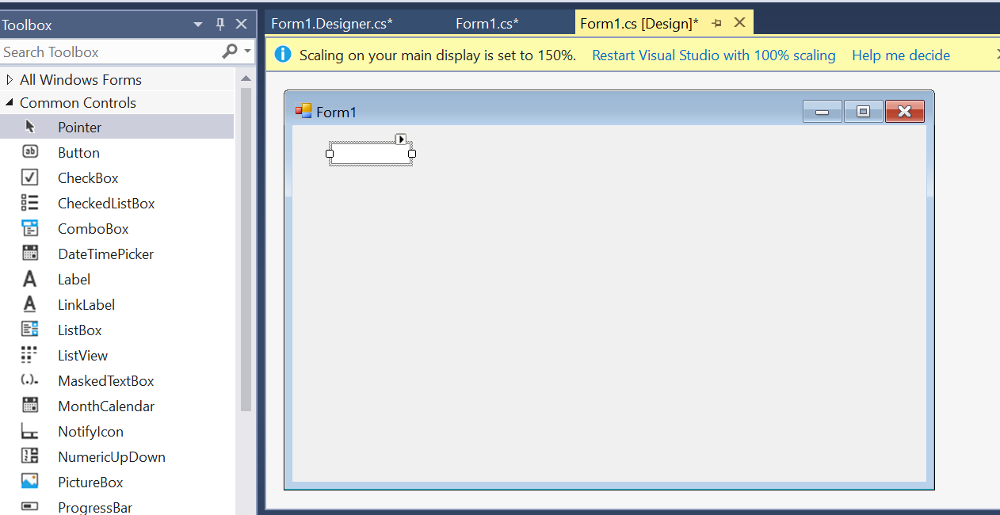 Toolbox
Form1.Designer.cs*
Form1.cs*
Form1.cs [Design]*
Search Toolbox
Scaling on your main display is set to 150%. Restart Visual Studio with 100% scaling Help me decide
All Windows Forms
Common Controls
Form1
Pointer
Button
CheckBox
CheckedListBox
ComboBox
DateTimePicker
Label
LinkLabel
ListBox
ListView
MaskedTextBox
MonthCalendar
NotifyIcon
NumericUpDown
PictureBox
ProgressBar